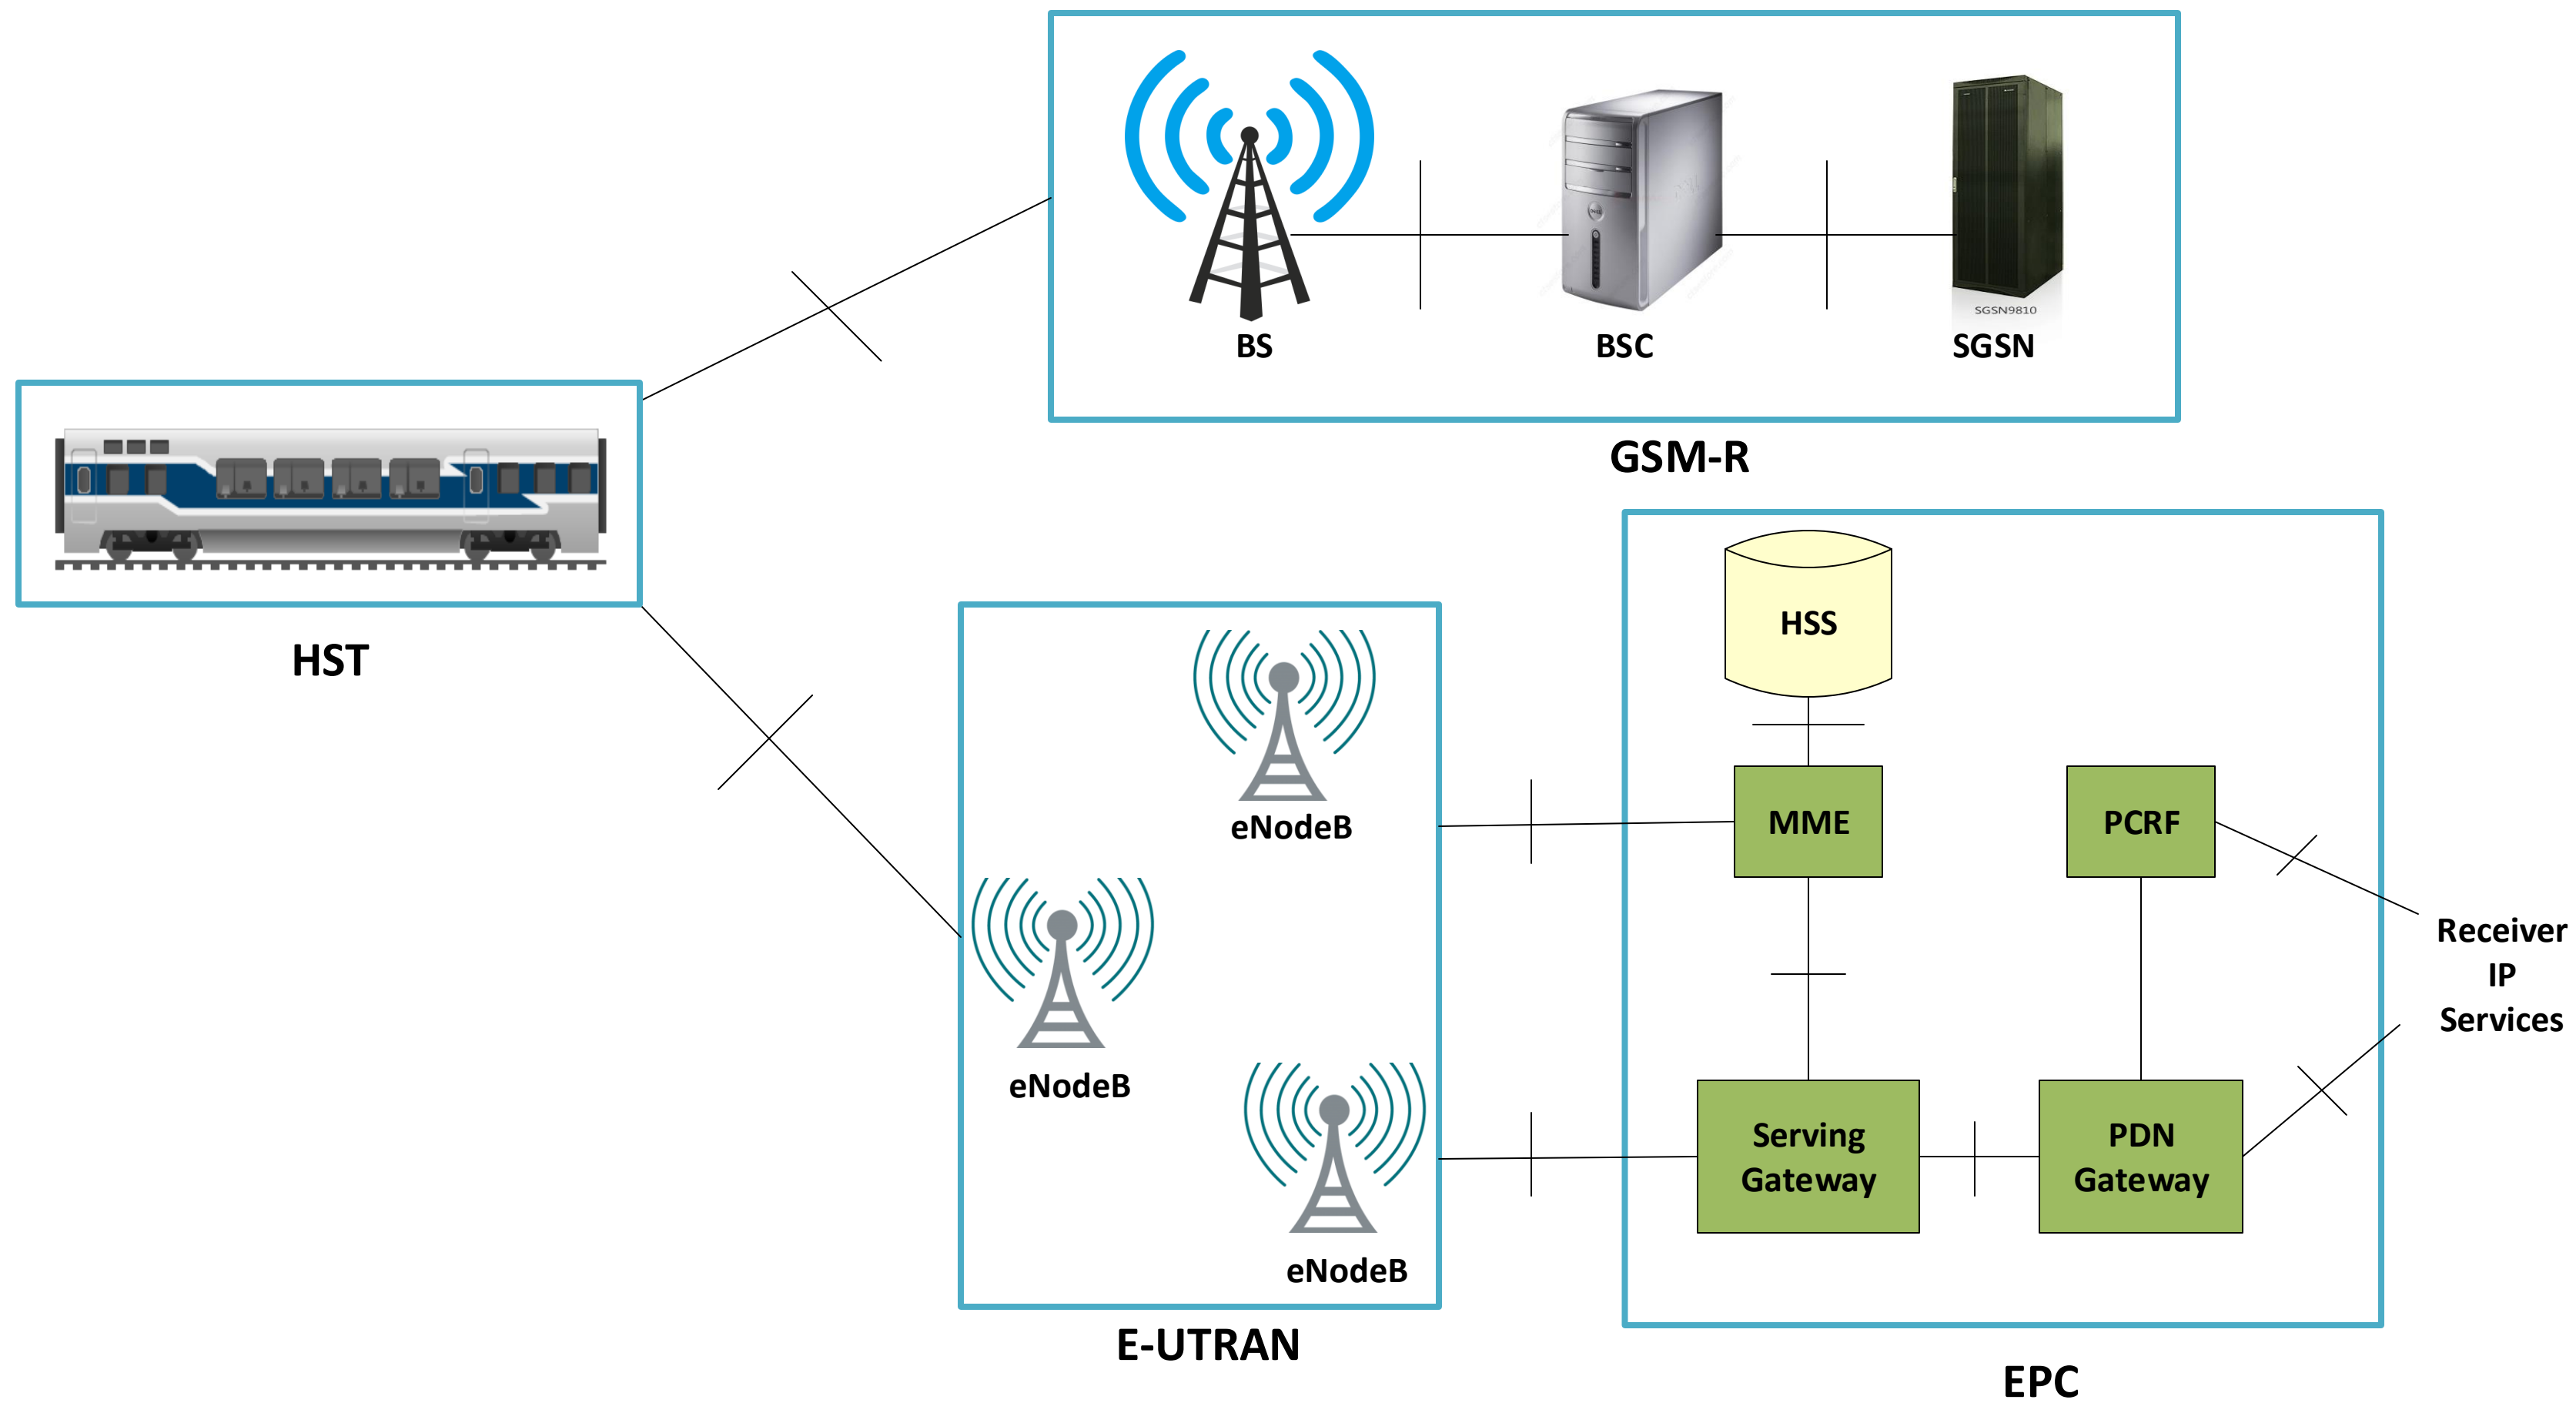 SGSN9810
BS
BSC
SGSN
GSM-R
HST
HSS
eNodeB
MME
PCRF
eNodeB
Receiver
IP
Services
Serving
Gateway
PDN
Gateway
eNodeB
E-UTRAN
EPC